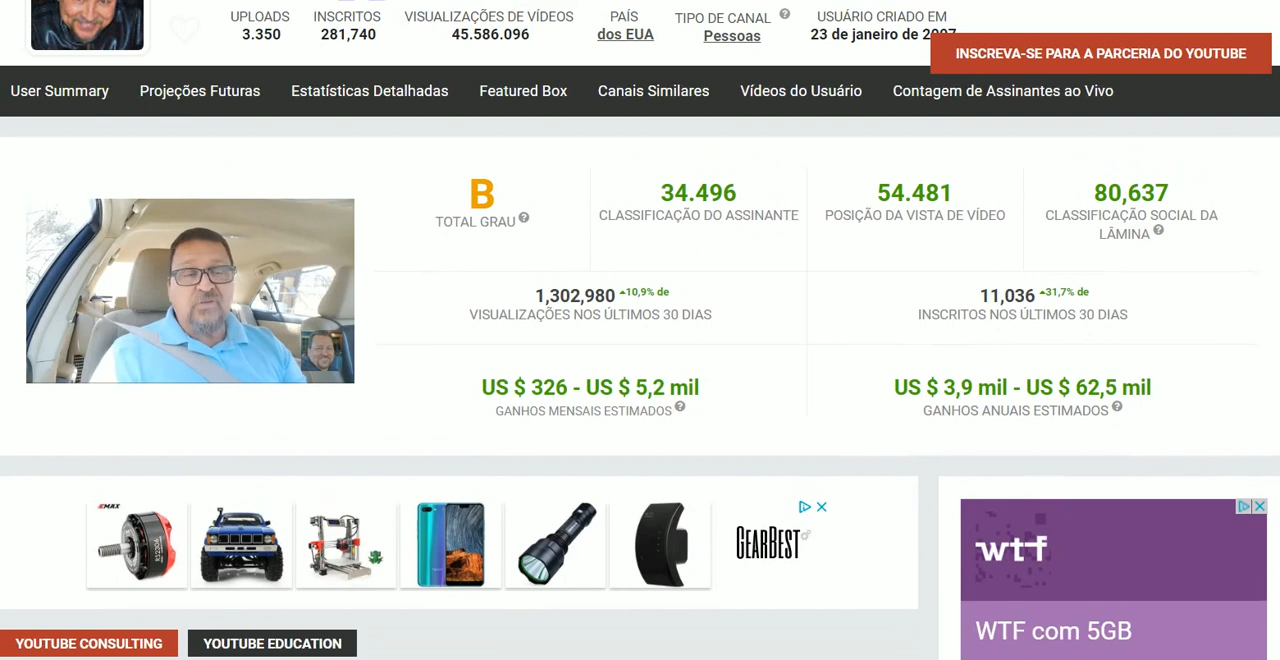 UPLOADS
3.350
INSCRITOS
281,740
VISUALIZAÇÕES DE VÍDEOS
45.586.096
PAÍS
dos EUA
TIPO DE CANAL ?
Pessoas
USUÁRIO CRIADO EM
23 de janeiro de 2007
INSCREVA-SE PARA A PARCERIA DO YOUTUBE
User Summary
Projeções Futuras
Estatísticas Detalhadas
Featured Box
Canais Similares
Vídeos do Usuário
Contagem de Assinantes ao Vivo
B
TOTAL GRAU ?
34.496
CLASSIFICAÇÃO DO ASSINANTE
54.481
POSIÇÃO DA VISTA DE VÍDEO
80,637
CLASSIFICAÇÃO SOCIAL DA
LÂMINA ?
1,302,980 10,9% de
VISUALIZAÇÕES NOS ÚLTIMOS 30 DIAS
11,036 31,7% de
INSCRITOS NOS ÚLTIMOS 30 DIAS
US $ 326 - US $ 5,2 mil
GANHOS MENSAIS ESTIMADOS ?
US $ 3,9 mil - US $ 62,5 mil
GANHOS ANUAIS ESTIMADOS ?
EMAX
RS2306
GEARBEST
wtf
WTF com 5GB
YOUTUBE CONSULTING
YOUTUBE EDUCATION